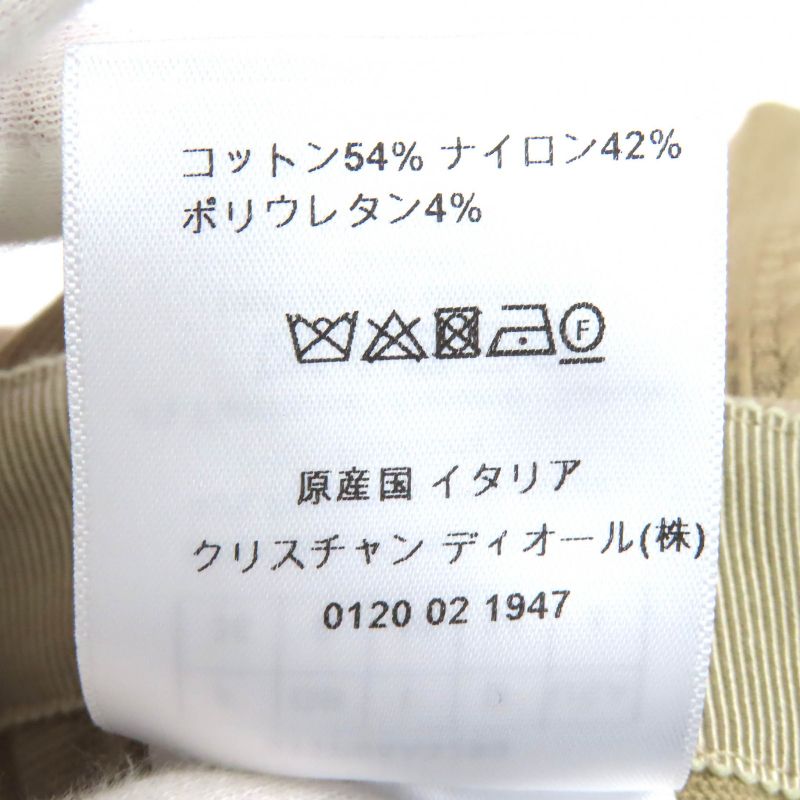 コットン54% ナイロン42%
ポリウレタン4%
F
原産国 イタリア
クリスチャン ディオール(株)
0120 02 1947